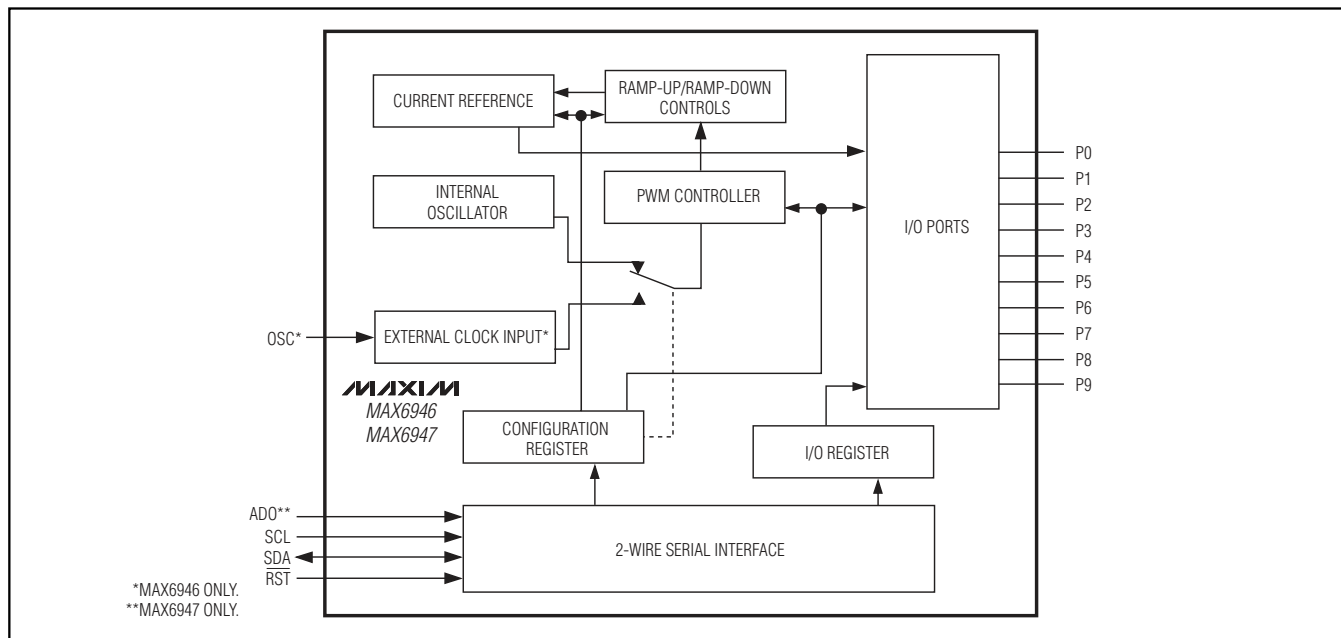 CURRENT REFERENCE
RAMP-UP/RAMP-DOWN
CONTROLS
INTERNAL
OSCILLATOR
PWM CONTROLLER
I/O PORTS
P0
P1
P2
P3
P4
P5
P6
P7
P8
P9
OSC*
EXTERNAL CLOCK INPUT*
MAXIM
MAX6946
MAX6947
CONFIGURATION
REGISTER
I/O REGISTER
AD0**
SCL
SDA
RST
2-WIRE SERIAL INTERFACE
*MAX6946 ONLY.
**MAX6947 ONLY.